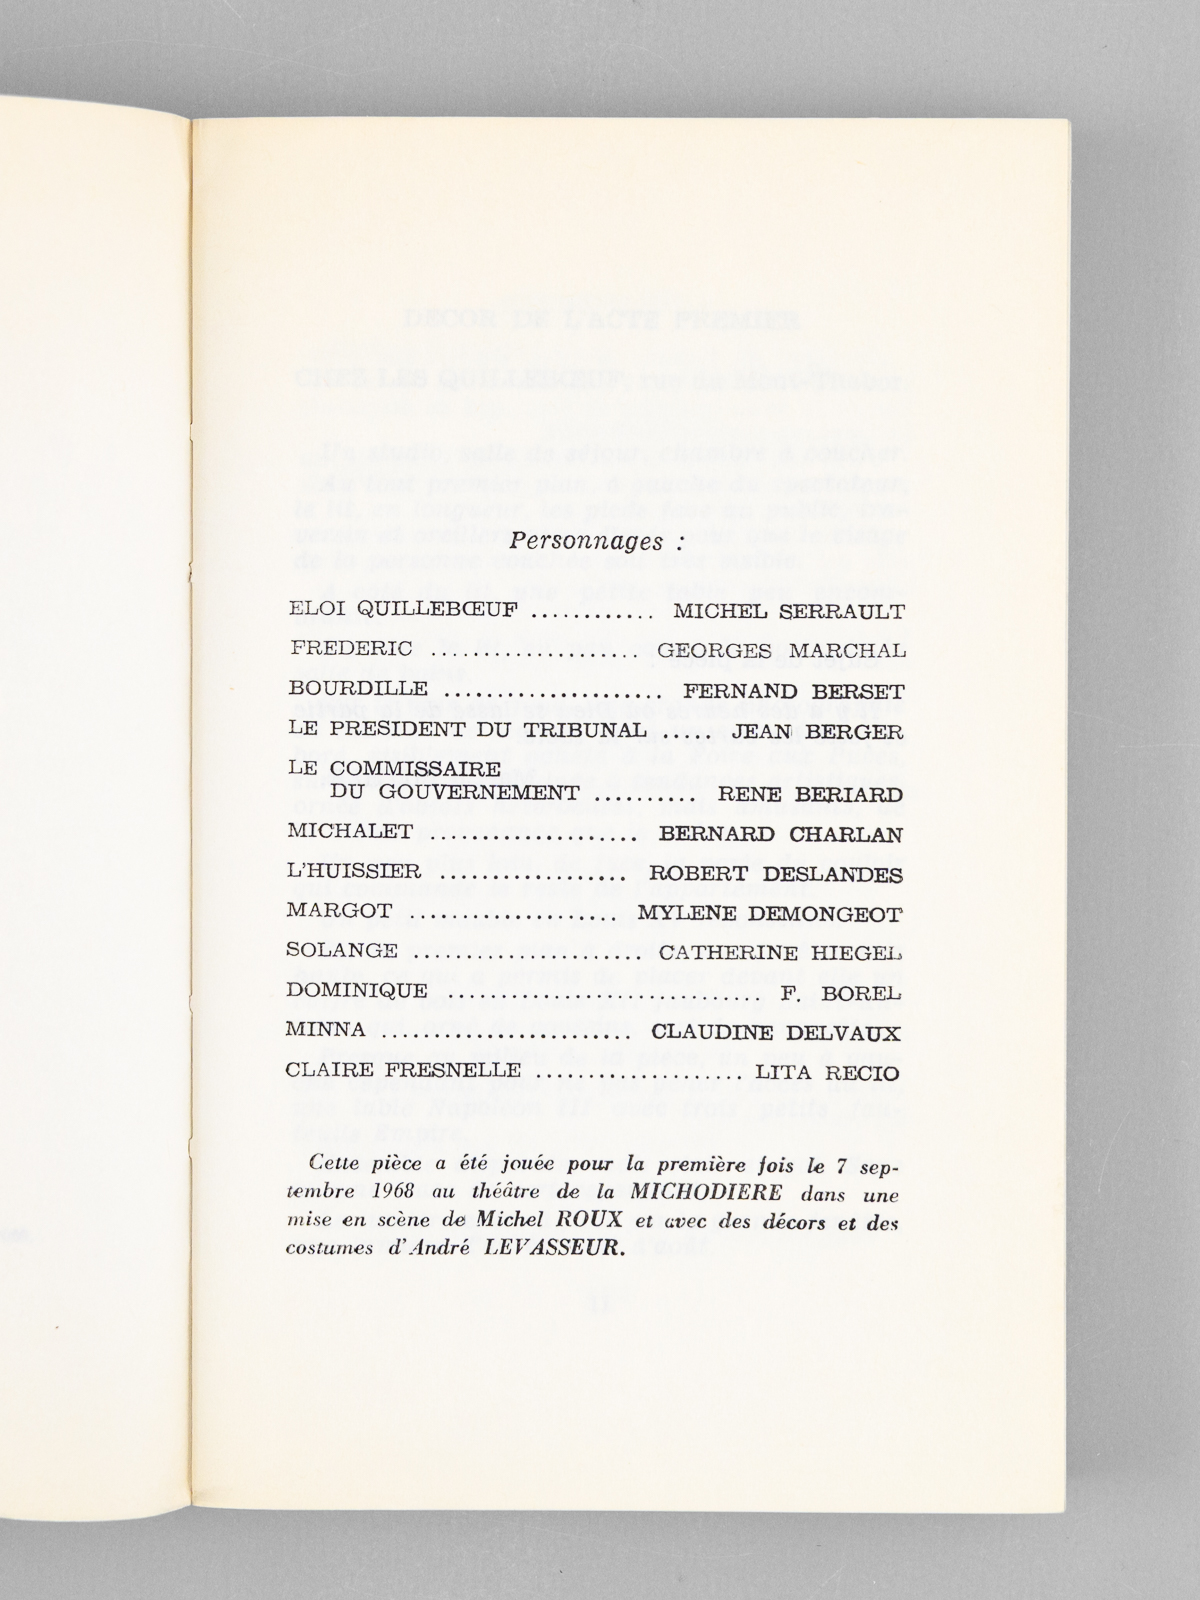 Personnages :
ELOI QUILLEBŒUF ............ MICHEL SERRAULT
FREDERIC .................... GEORGES MARCHAL
BOURDILLE ..................... FERNAND BERSET
LE PRESIDENT DU TRIBUNAL ..... JEAN BERGER
LE COMMISSAIRE
DU GOUVERNEMENT .......... RENE BERIARD
MICHALET .................... BERNARD CHARLAN
L'HUISSIER .................. ROBERT DESLANDES
MARGOT .................... MYLENE DEMONGEOT
SOLANGE ...................... CATHERINE HIEGEL
DOMINIQUE .............................. F. BOREL
MINNA ........................ CLAUDINE DELVAUX
CLAIRE FRESNELLE .................... LITA RECIO
Cette pièce a été jouée pour la première fois le 7 sep-
tembre 1968 au théâtre de la MICHODIERE dans une
mise en scène de Michel ROUX et avec des décors et des
costumes d'André LEVASSEUR.